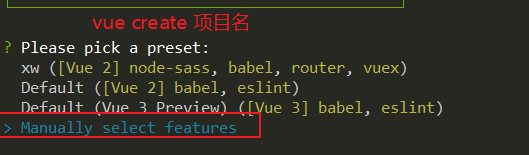 vue create 项目名
? Please pick a preset:
xw ([Vue 2] node-sass, babel, router, vuex)
Default ([Vue 2] babel, eslint)
Default (Vue 3 Preview) ([Vue 3] babel, eslint)
> Manually select features